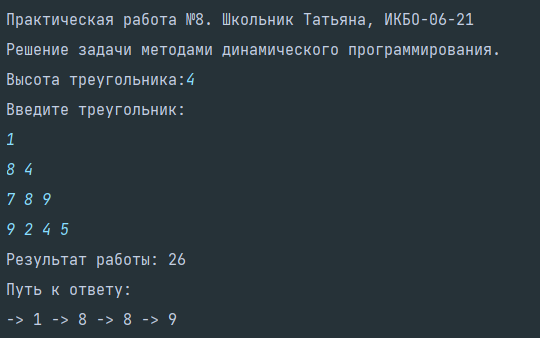 Практическая работа №8. Школьник Татьяна, ИКБО-06-21
Решение задачи методами динамического программирования.
Высота треугольника:4
Введите треугольник:
1
8 4
7 8 9
9 2 4 5
Результат работы: 26
Путь к ответу:
-> 1 -> 8 -> 8 -> 9